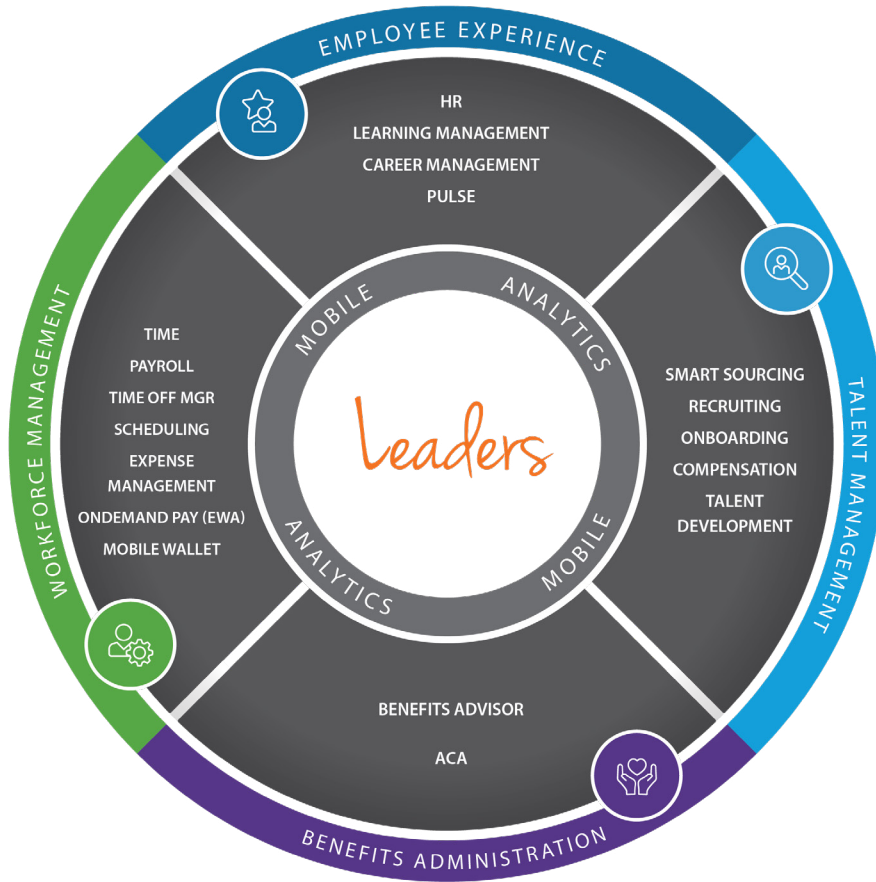 EMPLOYEE EXPERIENCE
HR
LEARNING MANAGEMENT
CAREER MANAGEMENT
PULSE
TALENT MANAGEMENT
SMART SOURCING
RECRUITING
ONBOARDING
COMPENSATION
TALENT
DEVELOPMENT
BENEFITS ADMINISTRATION
BENEFITS ADVISOR
ACA
WORKFORCE MANAGEMENT
TIME
PAYROLL
TIME OFF MGR
SCHEDULING
EXPENSE
MANAGEMENT
ONDEMAND PAY (EWA)
MOBILE WALLET
MOBILE
ANALYTICS
MOBILE
ANALYTICS
Leaders